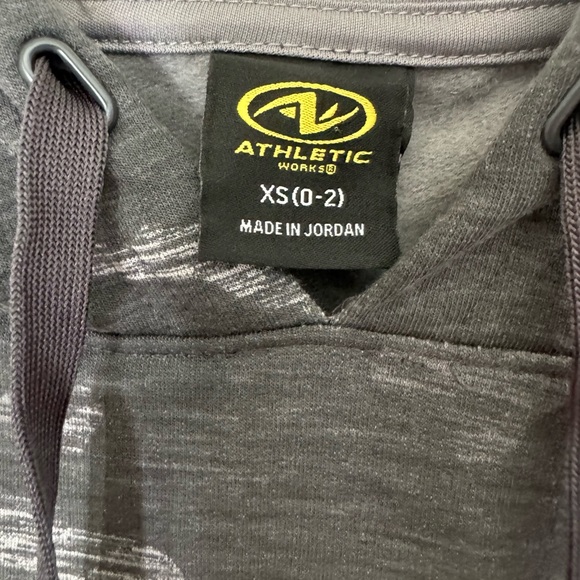 ATHLETIC
WORKS®
XS(0-2)
MADE IN JORDAN